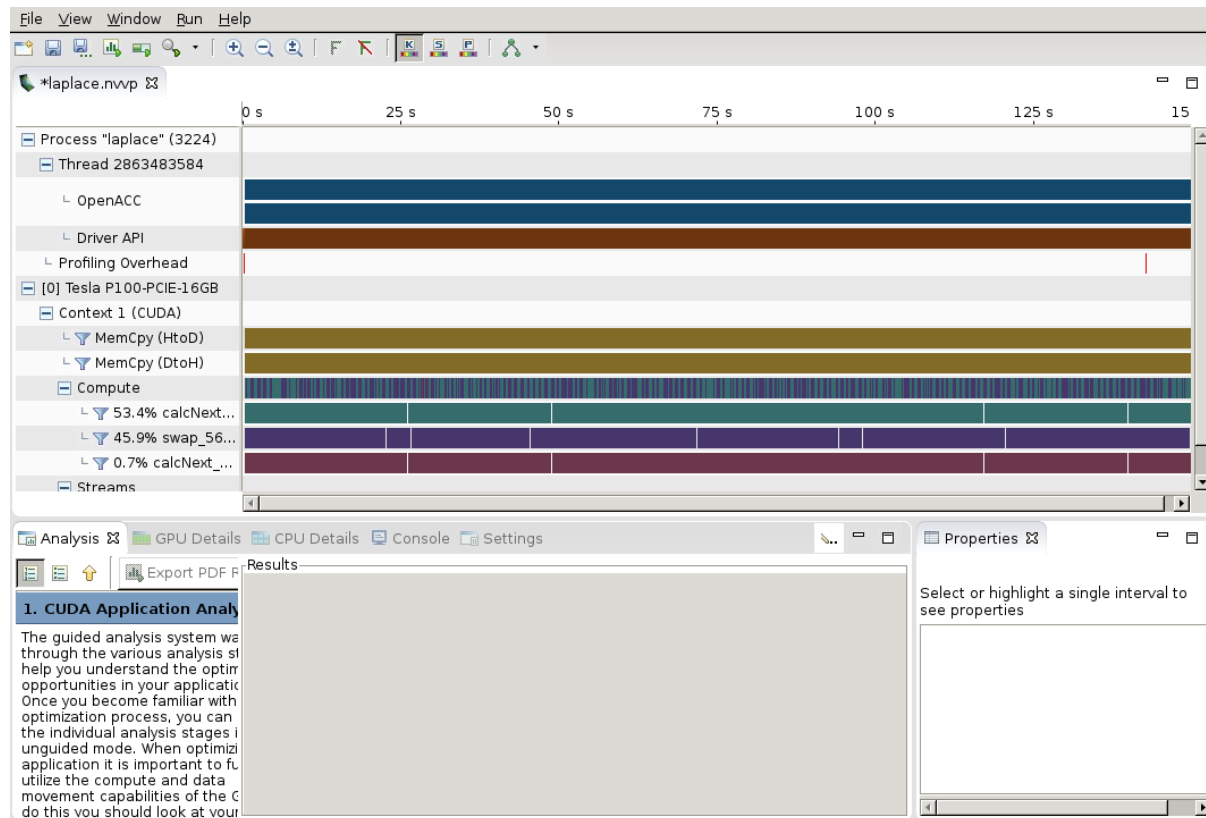 File View Window Run Help
*laplace.nvvp
0 s 25 s 50 s 75 s 100 s 125 s 15
Process "laplace" (3224)
Thread 2863483584
OpenACC
Driver API
Profiling Overhead
[0] Tesla P100-PCIE-16GB
Context 1 (CUDA)
MemCpy (HtoD)
MemCpy (DtoH)
Compute
53.4% calcNext...
45.9% swap_56...
0.7% calcNext_...
Streams
Analysis GPU Details CPU Details Console Settings
Properties
Export PDF R
Results
Select or highlight a single interval to
see properties
1. CUDA Application Analy
The guided analysis system wa
through the various analysis st
help you understand the optim
opportunities in your applicatic
Once you become familiar with
optimization process, you can
the individual analysis stages i
unguided mode. When optimizi
application it is important to fu
utilize the compute and data
movement capabilities of the G
do this you should look at your